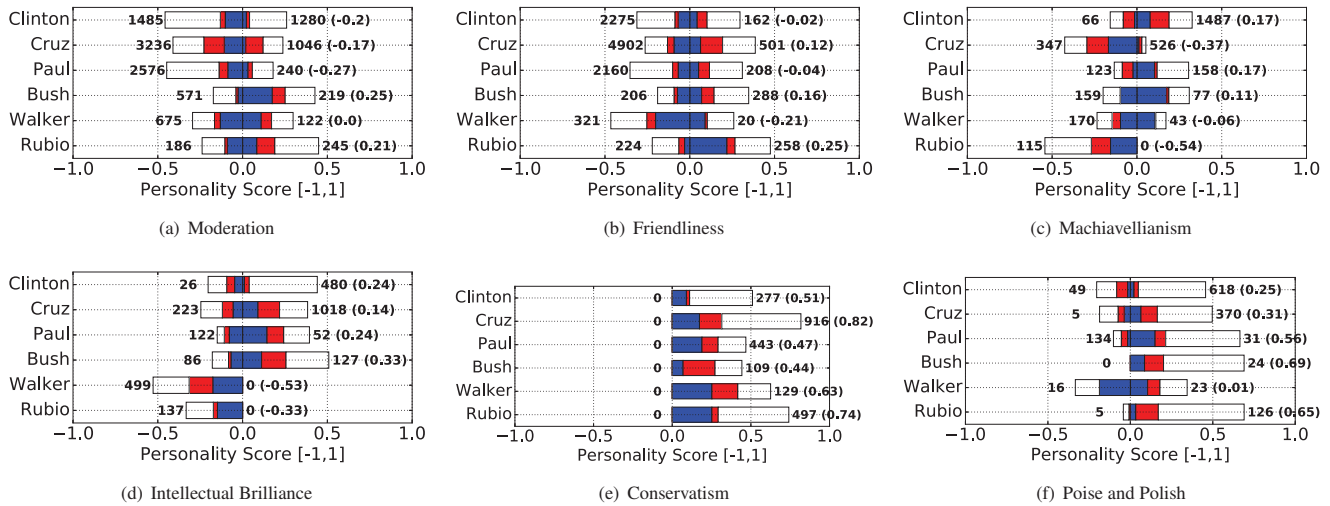 Clinton 1485 1280 (-0.2)
Cruz 3236 1046 (-0.17)
Paul 2576 240 (-0.27)
Bush 571 219 (0.25)
Walker 675 122 (0.0)
Rubio 186 245 (0.21)
−1.0 −0.5 0.0 0.5 1.0
Personality Score [-1,1]
(a) Moderation
Clinton 2275 162 (-0.02)
Cruz 4902 501 (0.12)
Paul 2160 208 (-0.04)
Bush 206 288 (0.16)
Walker 321 20 (-0.21)
Rubio 224 258 (0.25)
−1.0 −0.5 0.0 0.5 1.0
Personality Score [-1,1]
(b) Friendliness
Clinton 66 1487 (0.17)
Cruz 347 526 (-0.37)
Paul 123 158 (0.17)
Bush 159 77 (0.11)
Walker 170 43 (-0.06)
Rubio 115 0 (-0.54)
−1.0 −0.5 0.0 0.5 1.0
Personality Score [-1,1]
(c) Machiavellianism
Clinton 26 480 (0.24)
Cruz 223 1018 (0.14)
Paul 122 52 (0.24)
Bush 86 127 (0.33)
Walker 499 0 (-0.53)
Rubio 137 0 (-0.33)
−1.0 −0.5 0.0 0.5 1.0
Personality Score [-1,1]
(d) Intellectual Brilliance
Clinton 0 277 (0.51)
Cruz 0 916 (0.82)
Paul 0 443 (0.47)
Bush 0 109 (0.44)
Walker 0 129 (0.63)
Rubio 0 497 (0.74)
−1.0 −0.5 0.0 0.5 1.0
Personality Score [-1,1]
(e) Conservatism
Clinton 49 618 (0.25)
Cruz 5 370 (0.31)
Paul 134 31 (0.56)
Bush 0 24 (0.69)
Walker 16 23 (0.01)
Rubio 5 126 (0.65)
−1.0 −0.5 0.0 0.5 1.0
Personality Score [-1,1]
(f) Poise and Polish